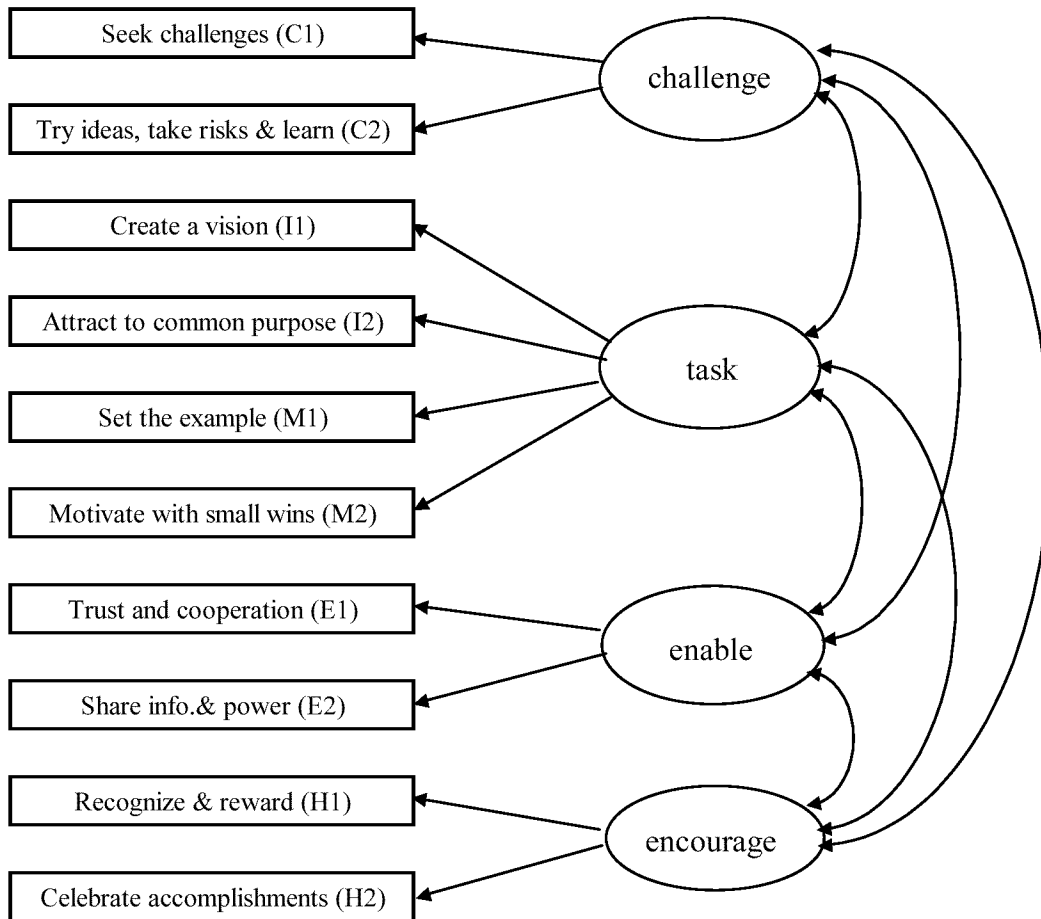 Seek challenges (C1)
challenge
Try ideas, take risks & learn (C2)
Create a vision (I1)
Attract to common purpose (I2)
task
Set the example (M1)
Motivate with small wins (M2)
Trust and cooperation (E1)
enable
Share info.& power (E2)
Recognize & reward (H1)
encourage
Celebrate accomplishments (H2)